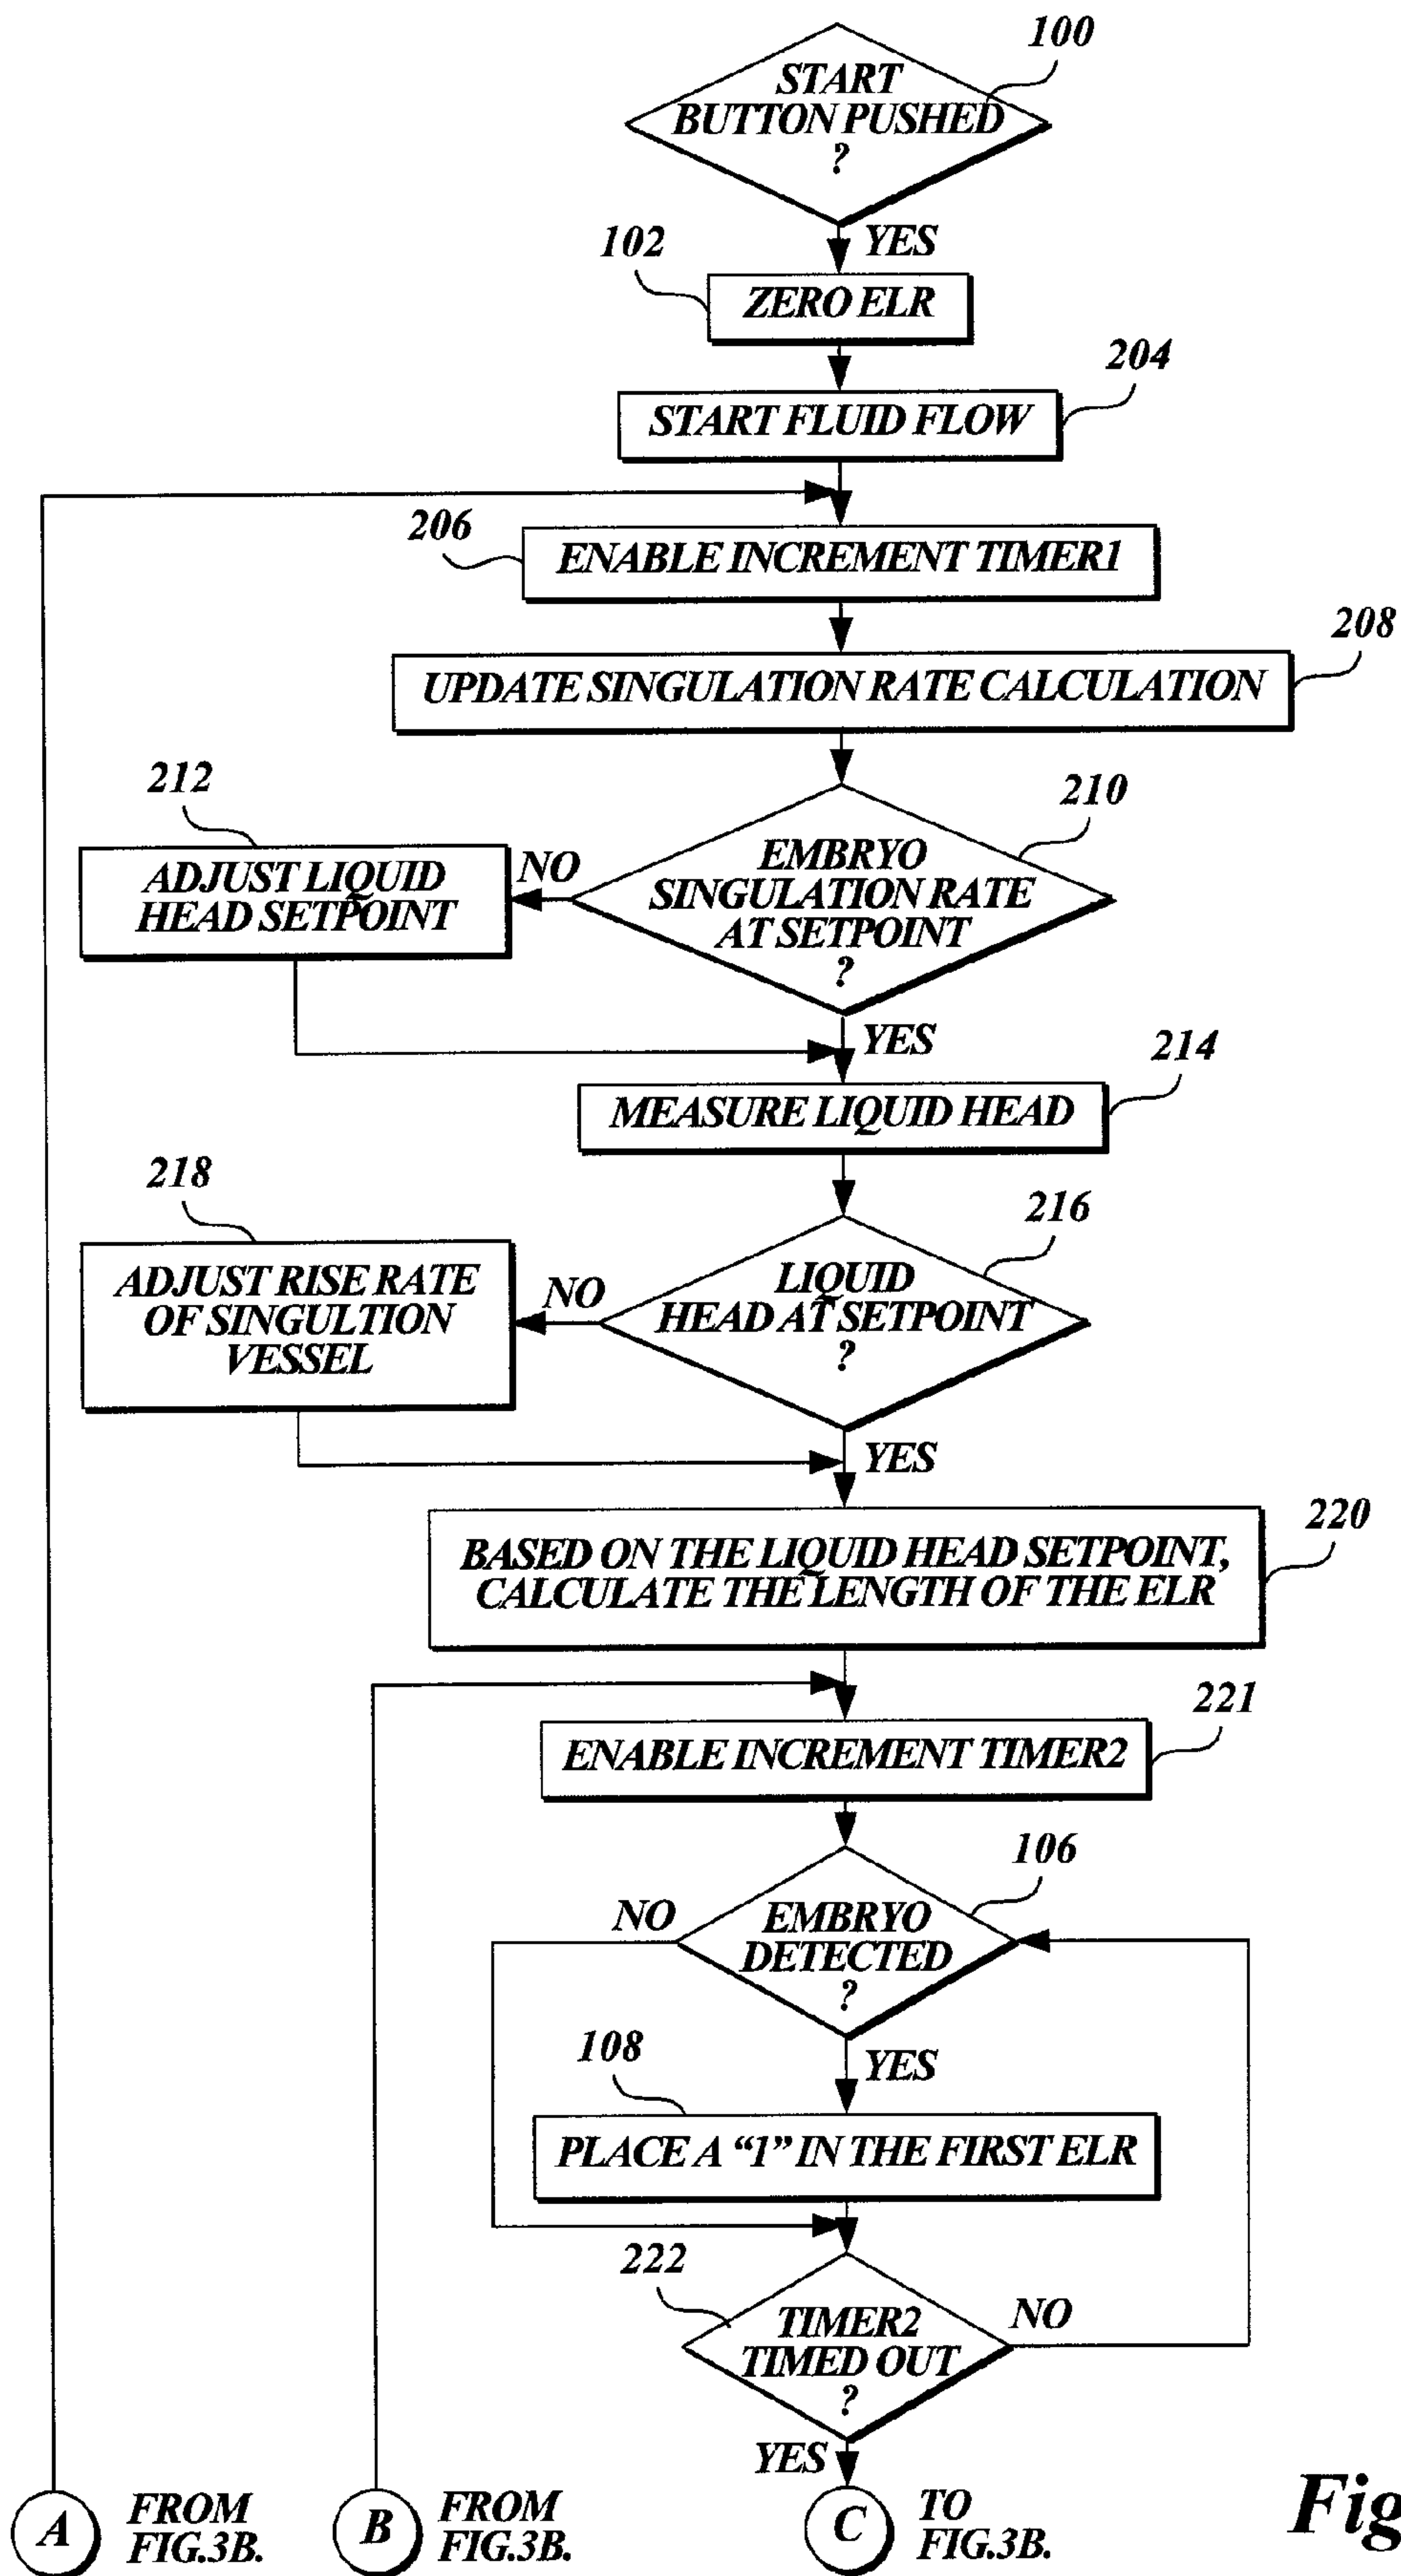 100
START
BUTTON PUSHED
?
YES
102
ZERO ELR
204
START FLUID FLOW
206
ENABLE INCREMENT TIMER1
208
UPDATE SINGULATION RATE CALCULATION
210
212
EMBRYO
SINGULATION RATE
AT SETPOINT
?
NO
ADJUST LIQUID
HEAD SETPOINT
YES
214
MEASURE LIQUID HEAD
216
218
LIQUID
HEAD AT SETPOINT
?
NO
ADJUST RISE RATE
OF SINGULTION
VESSEL
YES
220
BASED ON THE LIQUID HEAD SETPOINT,
CALCULATE THE LENGTH OF THE ELR
221
ENABLE INCREMENT TIMER2
106
NO
EMBRYO
DETECTED
?
YES
108
PLACE A “1” IN THE FIRST ELR
222
TIMER2
TIMED OUT
?
NO
YES
A
FROM
FIG.3B.
B
FROM
FIG.3B.
C
TO
FIG.3B.
Fig